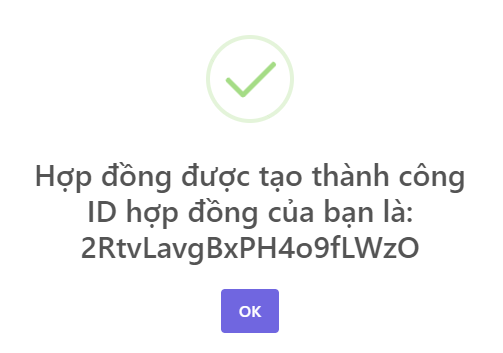 Hợp đồng được tạo thành công
ID hợp đồng của bạn là:
2RtvLavgBxPH4o9fLWzO
OK